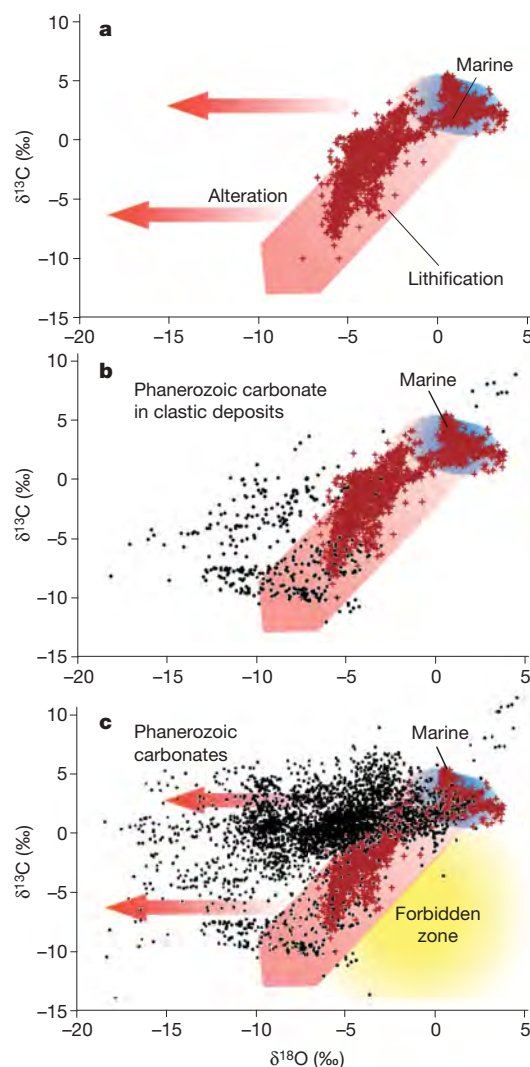 a
Marine
Alteration
Lithification
δ13C (‰)
5
0
−5
−10
−15
−20
−15
−10
−5
0
5
b
Phanerozoic carbonate
in clastic deposits
Marine
δ13C (‰)
10
5
0
−5
−10
−15
−20
−15
−10
−5
0
5
c
Phanerozoic
carbonates
Marine
Forbidden
zone
δ13C (‰)
10
5
0
−5
−10
−15
−20
−15
−10
−5
0
5
δ18O (‰)